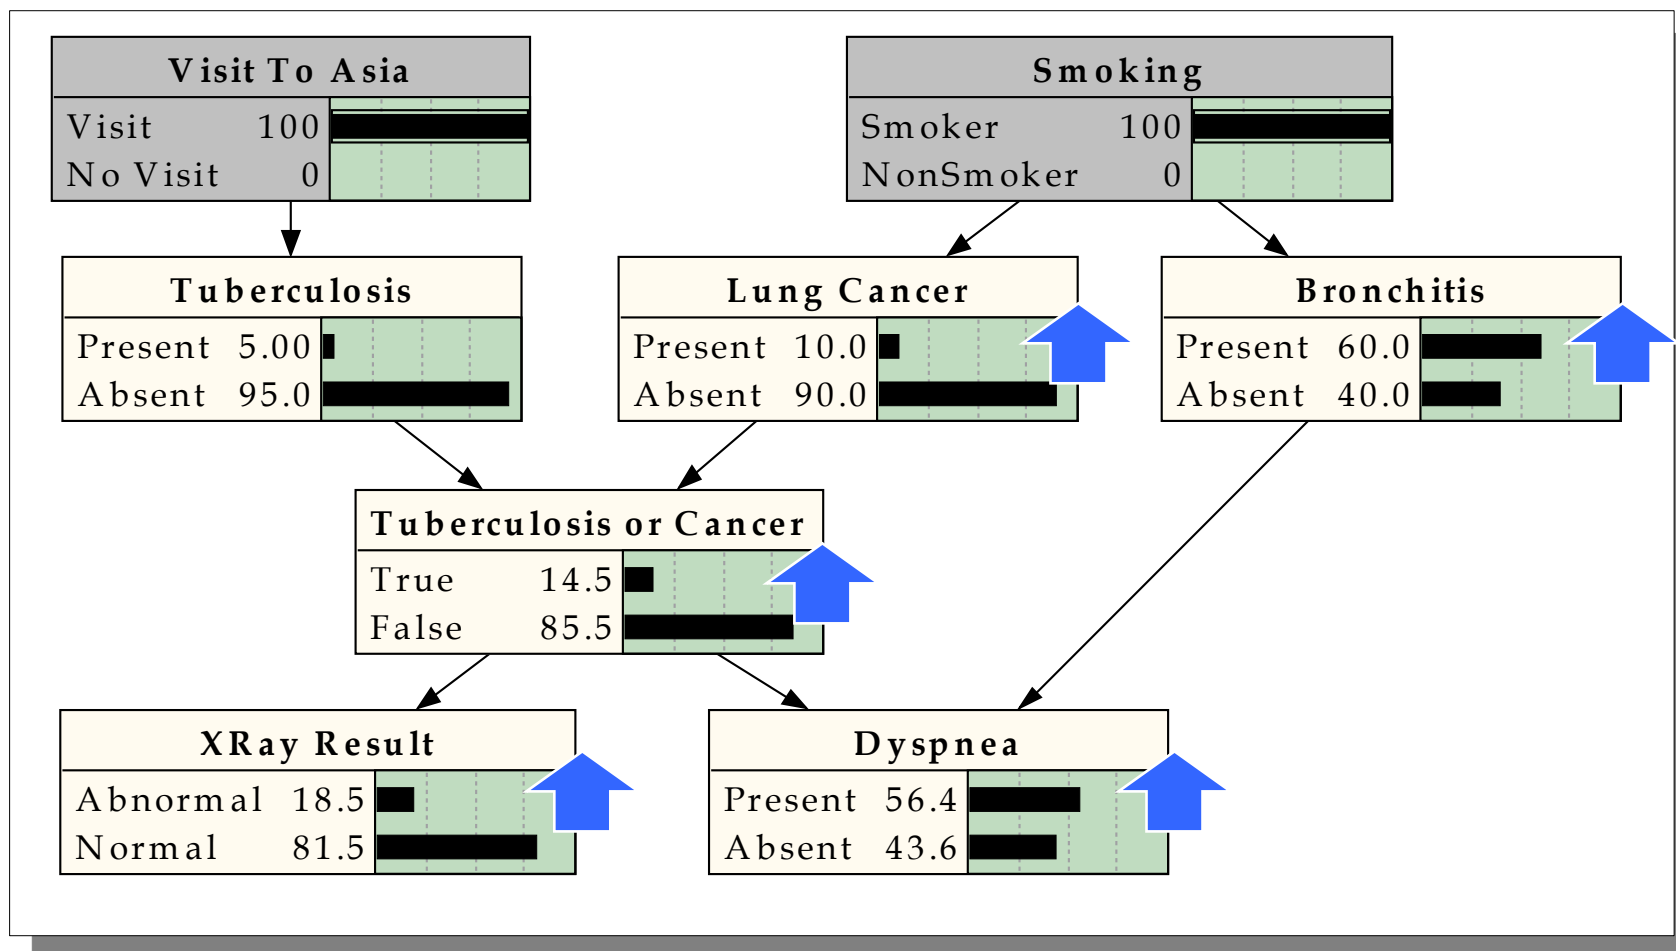 Visit To Asia
Visit 100
No Visit 0
Smoking
Smoker 100
NonSmoker 0
Tuberculosis
Present 5.00
Absent 95.0
Lung Cancer
Present 10.0
Absent 90.0
Bronchitis
Present 60.0
Absent 40.0
Tuberculosis or Cancer
True 14.5
False 85.5
XRay Result
Abnormal 18.5
Normal 81.5
Dyspnea
Present 56.4
Absent 43.6